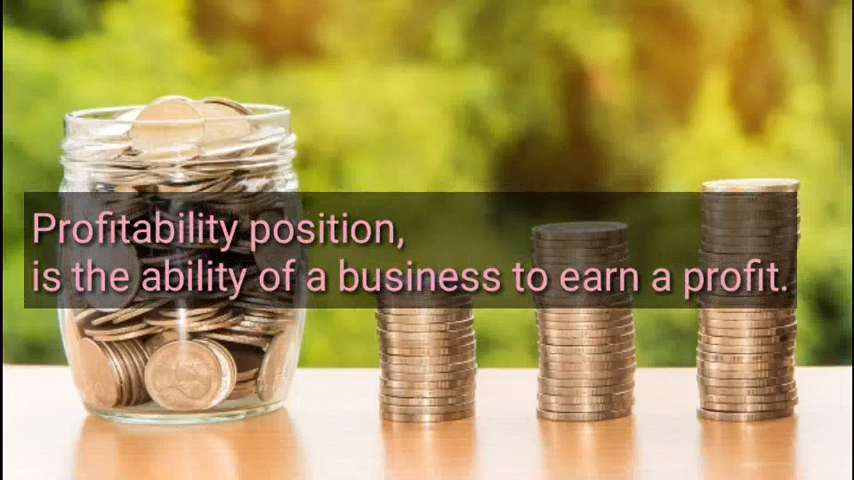 Profitability position,
is the ability of a business to earn a profit.